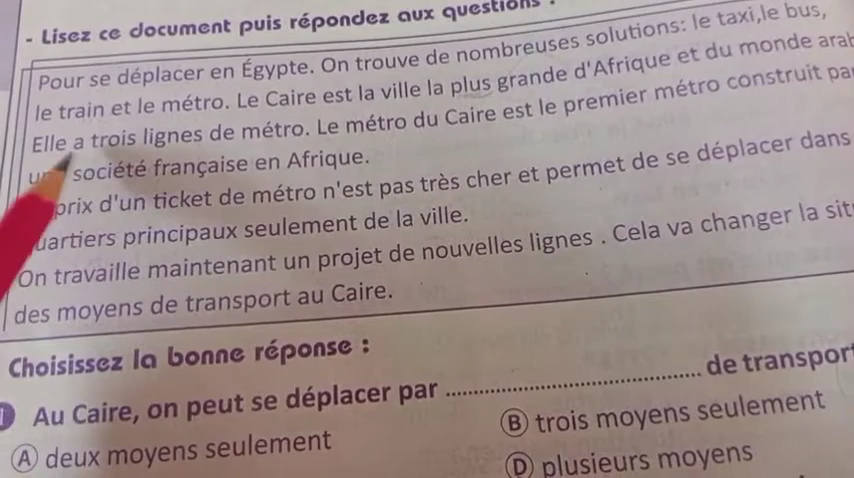 - Lisez ce document puis répondez aux questions :
Pour se déplacer en Égypte. On trouve de nombreuses solutions: le taxi,le bus,
le train et le métro. Le Caire est la ville la plus grande d'Afrique et du monde arab
Elle a trois lignes de métro. Le métro du Caire est le premier métro construit par
société française en Afrique.
prix d'un ticket de métro n'est pas très cher et permet de se déplacer dans
uartiers principaux seulement de la ville.
On travaille maintenant un projet de nouvelles lignes . Cela va changer la sit
des moyens de transport au Caire.
Choisissez la bonne réponse :
1 Au Caire, on peut se déplacer par ........................ de transport
A deux moyens seulement
B trois moyens seulement
D plusieurs moyens